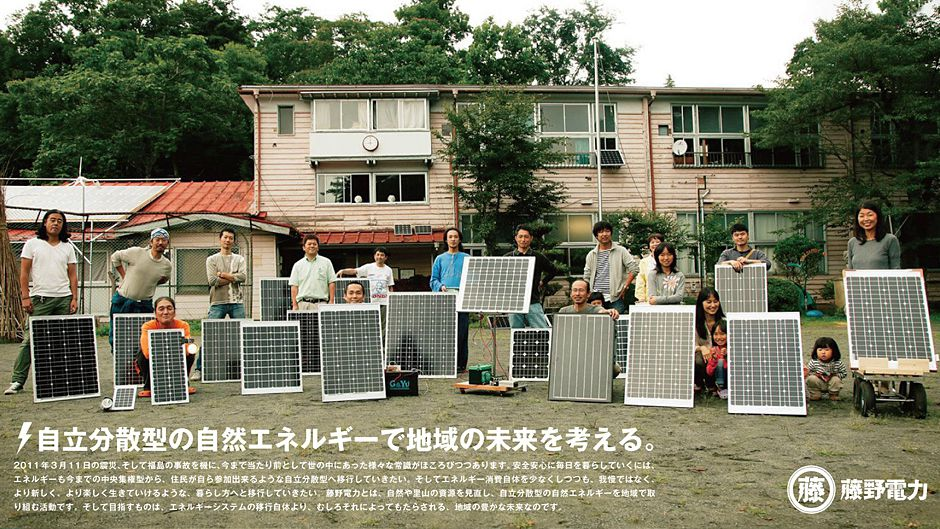 自立分散型の自然エネルギーで地域の未来を考える。
2011年3月11日の震災、そして福島の事故を機に、今まで当たり前として世の中にあった様々な常識がほころびつつあります。安全安心に毎日を暮らしていくには、
エネルギーも今までの中央集権型から、住民が自ら参加出来るような自立分散型へ移行していきたい。そしてエネルギー消費自体を少なくしつつも、我慢ではなく、
より新しく、より楽しく生きていけるような、暮らし方へと移行していきたい。藤野電力とは、自然や里山の資源を見直し、自立分散型の自然エネルギーを地域で取
り組む活動です。そして目指すものは、エネルギーシステムの移行自体より、むしろそれによってもたらされる、地域の豊かな未来なのです。
藤 藤野電力
G&Yu